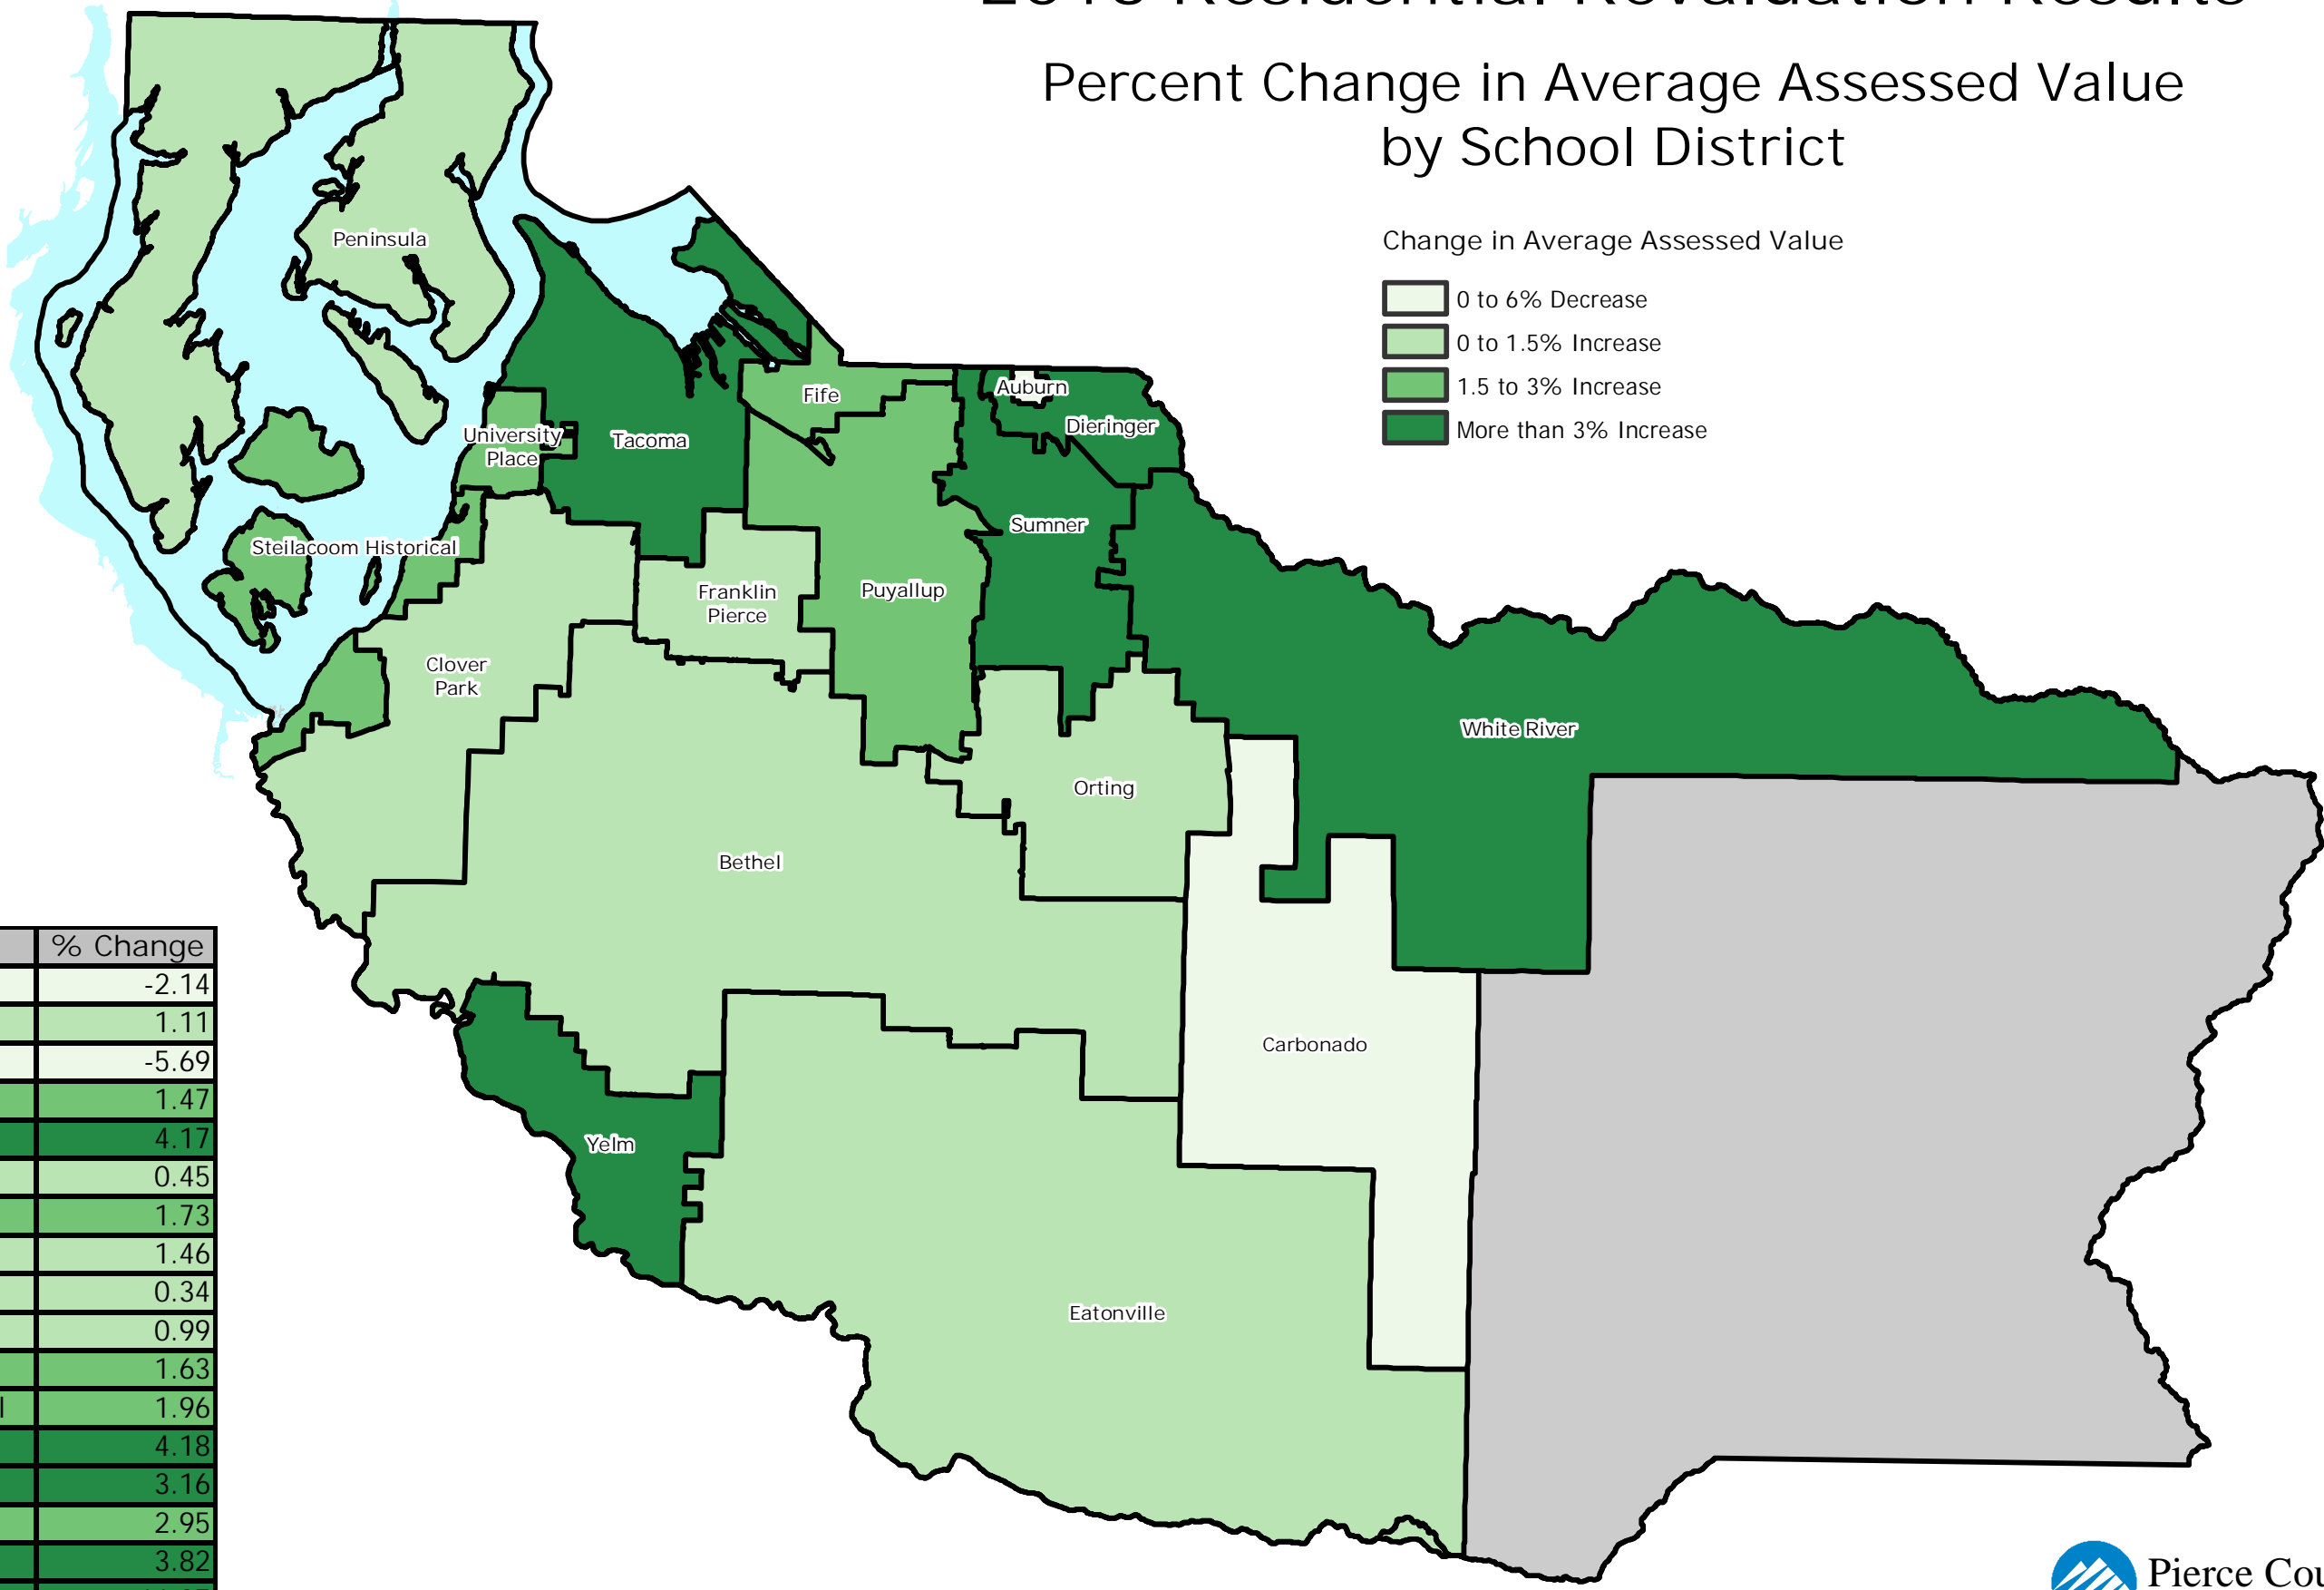 Percent Change in Average Assessed Value
by School District
Change in Average Assessed Value
0 to 6% Decrease
0 to 1.5% Increase
1.5 to 3% Increase
More than 3% Increase
Peninsula
Auburn
Fife
Dieringer
University
Place
Tacoma
Sumner
Steilacoom Historical
Franklin
Pierce
Puyallup
Clover
Park
White River
Orting
Bethel
Carbonado
Yelm
Eatonville
% Change
-2.14
1.11
-5.69
1.47
4.17
0.45
1.73
1.46
0.34
0.99
1.63
l 1.96
4.18
3.16
2.95
3.82
Pierce Cou